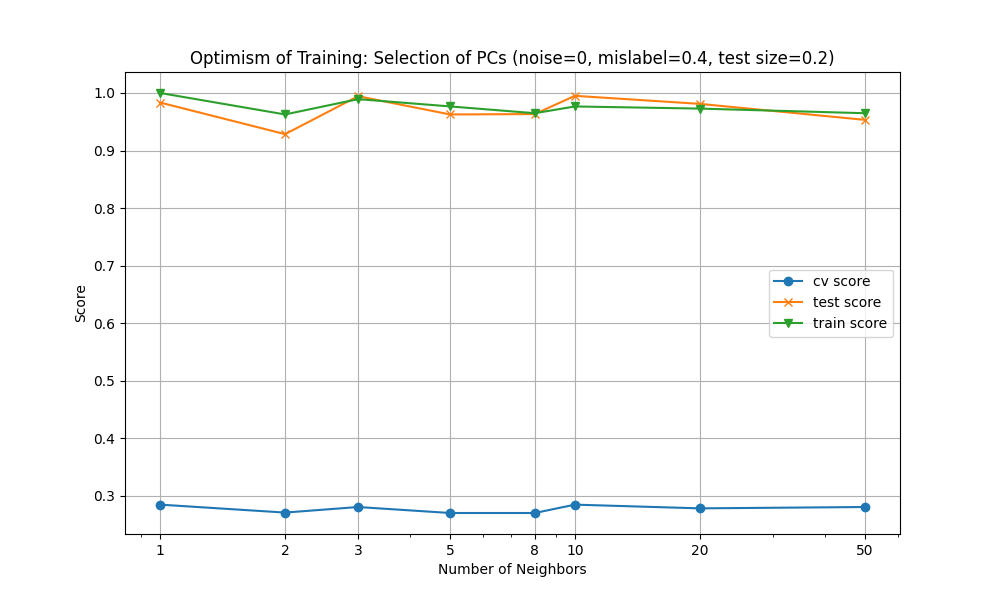 Optimism of Training: Selection of PCs (noise=0, mislabel=0.4, test size=0.2)
1.0
0.9
0.8
0.7
0.6
0.5
0.4
0.3
Score
cv score
test score
train score
1 2 3 5 8 10 20 50
Number of Neighbors